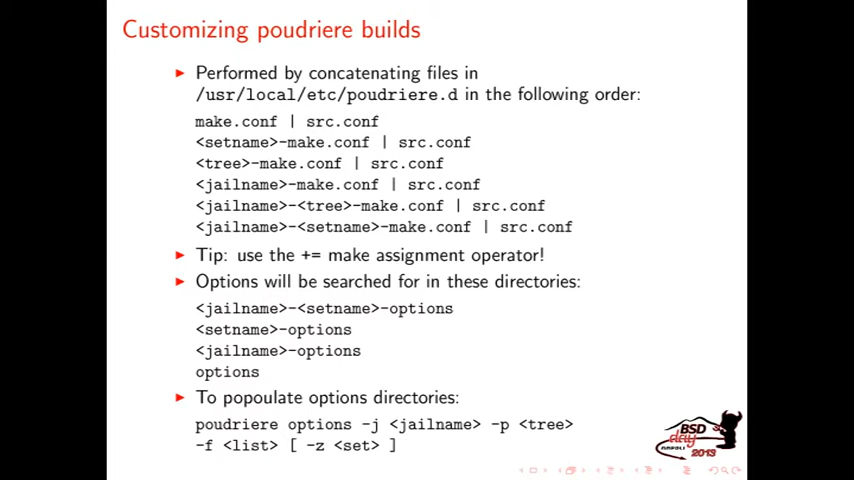 Customizing poudriere builds
▶ Performed by concatenating files in
/usr/local/etc/poudriere.d in the following order:
make.conf | src.conf
<setname>-make.conf | src.conf
<tree>-make.conf | src.conf
<jailname>-make.conf | src.conf
<jailname>-<tree>-make.conf | src.conf
<jailname>-<setname>-make.conf | src.conf
▶ Tip: use the += make assignment operator!
▶ Options will be searched for in these directories:
<jailname>-<setname>-options
<setname>-options
<jailname>-options
options
▶ To popoulate options directories:
poudriere options -j <jailname> -p <tree>
-f <list> [ -z <set> ]
BSD
day
NAPOLI
2013